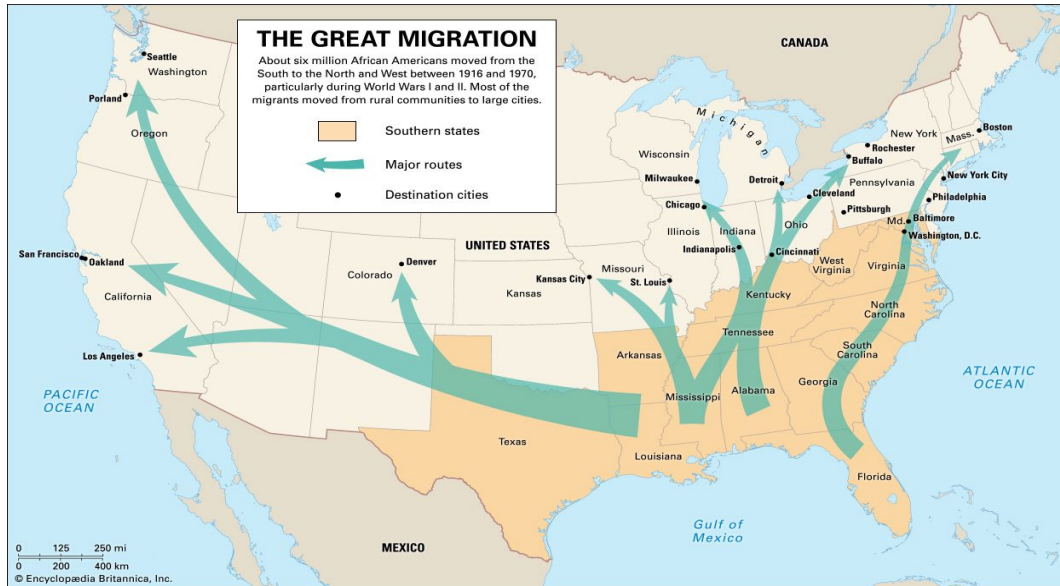 THE GREAT MIGRATION
About six million African Americans moved from the
South to the North and West between 1916 and 1970,
particularly during World Wars I and II. Most of the
migrants moved from rural communities to large cities.
Southern states
Major routes
Destination cities
CANADA
Seattle
Washington
Porland
Oregon
Michigan
New York
Mass.
Boston
Rochester
Wisconsin
Buffalo
Milwaukee
Detroit
Pennsylvania
New York City
Cleveland
Chicago
Philadelphia
Pittsburgh
Ohio
Baltimore
Md.
Illinois
Indiana
Washington, D.C.
UNITED STATES
Indianapolis
Cincinnati
San Francisco
Oakland
Denver
West
Virginia
Virginia
Colorado
Missouri
Kansas City
St. Louis
California
Kansas
Kentucky
North
Carolina
Tennessee
South
Carolina
Los Angeles
Arkansas
PACIFIC
OCEAN
ATLANTIC
OCEAN
Georgia
Mississippi
Alabama
Texas
Louisiana
Florida
Gulf of
Mexico
MEXICO
0 125 250 mi
0 200 400 km
© Encyclopædia Britannica, Inc.